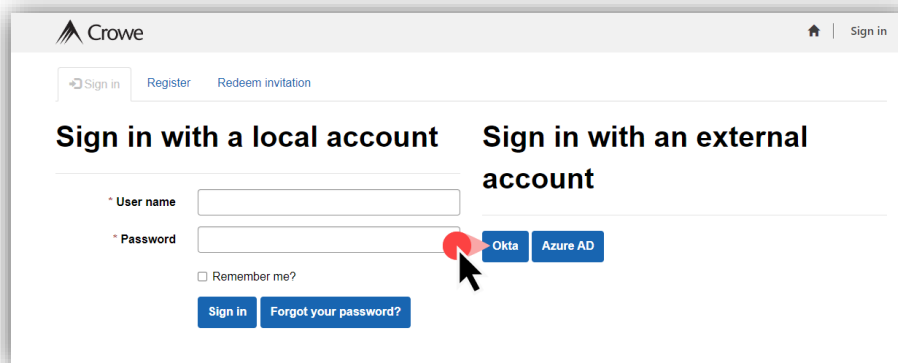 Crowe
Sign in
Sign in Register Redeem invitation
Sign in with a local account
* User name
* Password
Remember me?
Sign in Forgot your password?
Sign in with an external
account
Okta Azure AD